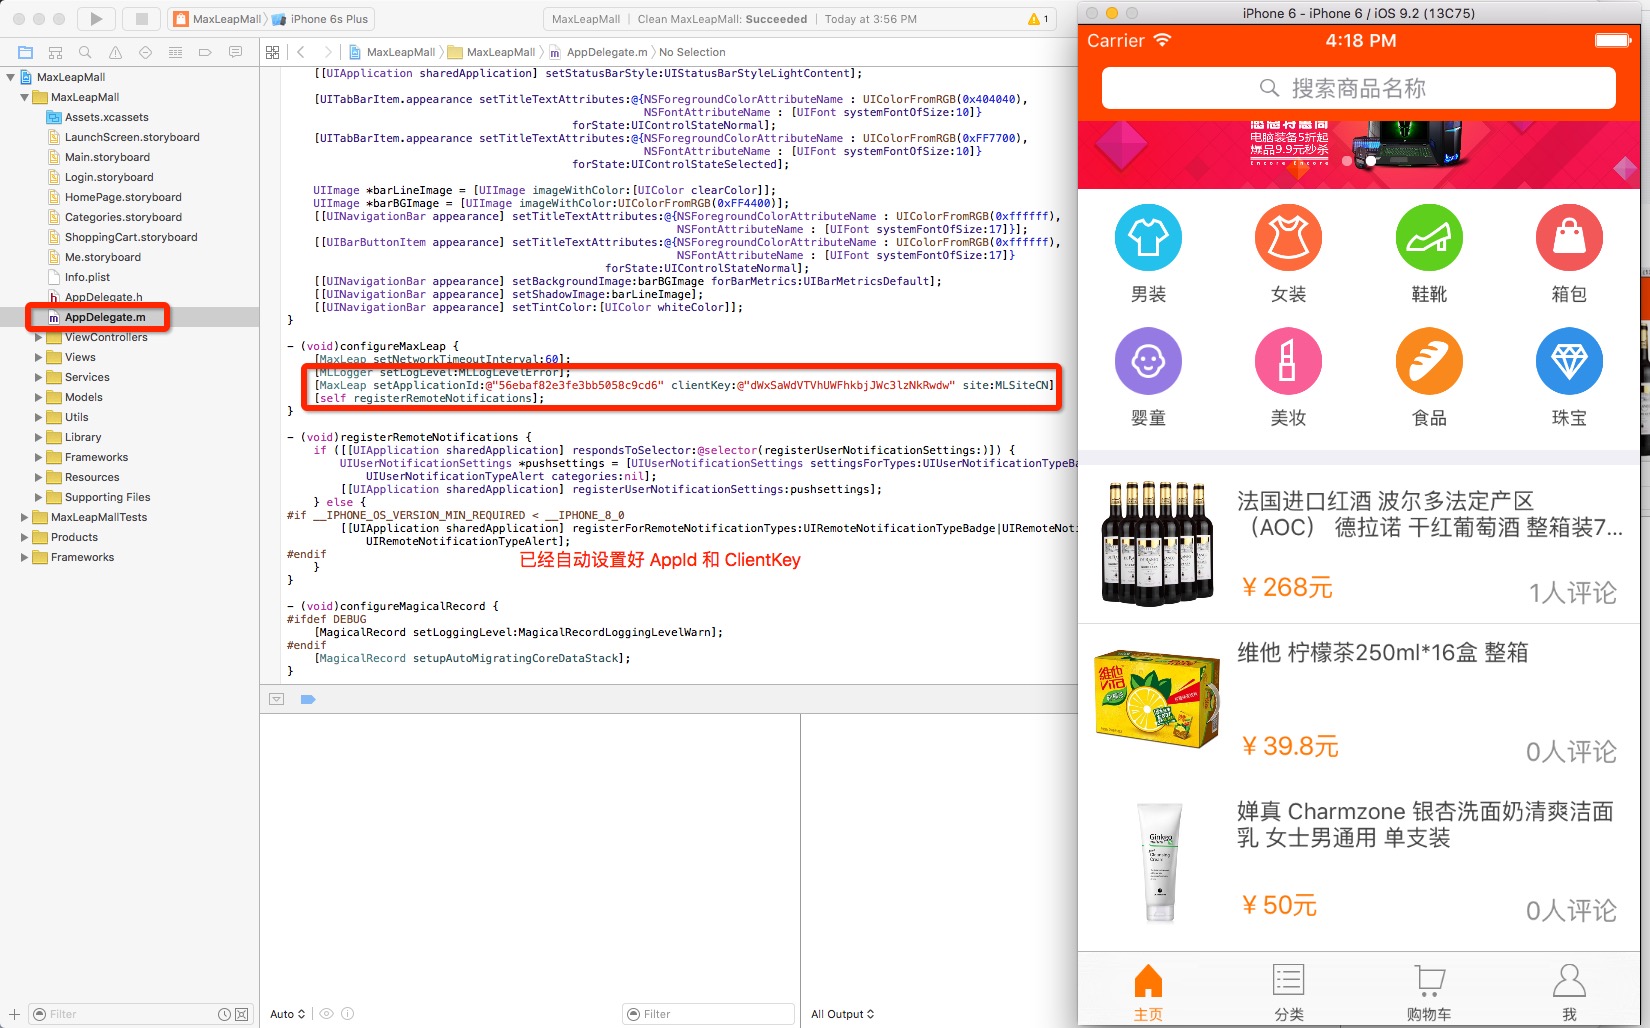 MaxLeapMall
iPhone 6s Plus
MaxLeapMall | Clean MaxLeapMall: Succeeded | Today at 3:56 PM
1
MaxLeapMall
MaxLeapMall
AppDelegate.m
No Selection
MaxLeapMall
MaxLeapMall
Assets.xcassets
LaunchScreen.storyboard
Main.storyboard
Login.storyboard
HomePage.storyboard
Categories.storyboard
ShoppingCart.storyboard
Me.storyboard
Info.plist
AppDelegate.h
AppDelegate.m
ViewControllers
Views
Services
Models
Utils
Library
Frameworks
Resources
Supporting Files
MaxLeapMallTests
Products
Frameworks
Filter
[[UIApplication sharedApplication] setStatusBarStyle:UIStatusBarStyleLightContent];
[UITabBarItem.appearance setTitleTextAttributes:@{NSForegroundColorAttributeName : UIColorFromRGB(0x404040),
NSFontAttributeName : [UIFont systemFontOfSize:10]}
forState:UIControlStateNormal];
[UITabBarItem.appearance setTitleTextAttributes:@{NSForegroundColorAttributeName : UIColorFromRGB(0xFF7700),
NSFontAttributeName : [UIFont systemFontOfSize:10]}
forState:UIControlStateSelected];
UIImage *barLineImage = [UIImage imageWithColor:[UIColor clearColor]];
UIImage *barBGImage = [UIImage imageWithColor:UIColorFromRGB(0xFF4400)];
[[UINavigationBar appearance] setTitleTextAttributes:@{NSForegroundColorAttributeName : UIColorFromRGB(0xffffff),
NSFontAttributeName : [UIFont systemFontOfSize:17]}];
[[UIBarButtonItem appearance] setTitleTextAttributes:@{NSForegroundColorAttributeName : UIColorFromRGB(0xffffff),
NSFontAttributeName : [UIFont systemFontOfSize:17]}
forState:UIControlStateNormal];
[[UINavigationBar appearance] setBackgroundImage:barBGImage forBarMetrics:UIBarMetricsDefault];
[[UINavigationBar appearance] setShadowImage:barLineImage];
[[UINavigationBar appearance] setTintColor:[UIColor whiteColor]];
}
- (void)configureMaxLeap {
[MaxLeap setNetworkTimeoutInterval:60];
[MLLogger setLogLevel:MLLogLevelError];
[MaxLeap setApplicationId:@"56ebaf82e3fe3bb5058c9cd6" clientKey:@"dWxSaWdVTVhUWFhkbjJWc3lzNkRwdw" site:MLSiteCN]
[self registerRemoteNotifications];
}
- (void)registerRemoteNotifications {
if ([[UIApplication sharedApplication] respondsToSelector:@selector(registerUserNotificationSettings:)]) {
UIUserNotificationSettings *pushsettings = [UIUserNotificationSettings settingsForTypes:UIUserNotificationTypeBa
UIUserNotificationTypeAlert categories:nil];
[[UIApplication sharedApplication] registerUserNotificationSettings:pushsettings];
} else {
#if __IPHONE_OS_VERSION_MIN_REQUIRED < __IPHONE_8_0
[[UIApplication sharedApplication] registerForRemoteNotificationTypes:UIRemoteNotificationTypeBadge|UIRemoteNot
UIRemoteNotificationTypeAlert];
#endif
已经自动设置好 AppId 和 ClientKey
}
}
- (void)configureMagicalRecord {
#ifdef DEBUG
[MagicalRecord setLoggingLevel:MagicalRecordLoggingLevelWarn];
#endif
[MagicalRecord setupAutoMigratingCoreDataStack];
}
Auto
Filter
All Output
iPhone 6 - iPhone 6 / iOS 9.2 (13C75)
Carrier
4:18 PM
搜索商品名称
电脑装备5折起
爆品9.9元秒杀
Encore Encore
男装
女装
鞋靴
箱包
婴童
美妆
食品
珠宝
法国进口红酒 波尔多法定产区
（AOC） 德拉诺 干红葡萄酒 整箱装7...
¥ 268元
1人评论
维他 柠檬茶250ml*16盒 整箱
¥ 39.8元
0人评论
婵真 Charmzone 银杏洗面奶清爽洁面
乳 女士男通用 单支装
¥ 50元
0人评论
维他
Ginkgo
Cleansing
Cream
主页
分类
购物车
我